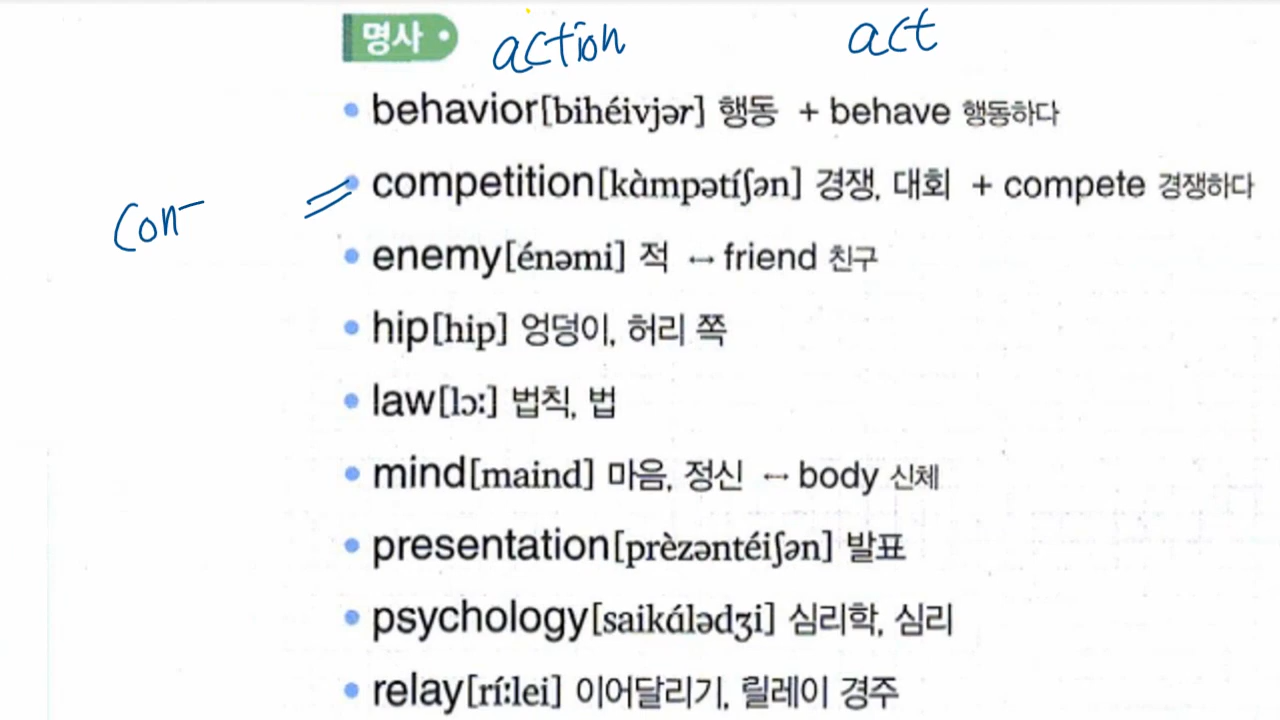 명사 action act
behavior[bihéivjər] 행동 + behave 행동하다
competition[kàmpətíʃən] 경쟁, 대회 + compete 경쟁하다
con-
enemy[énəmi] 적 ↔ friend 친구
hip[hip] 엉덩이, 허리 쪽
law[lɔː] 법칙, 법
mind[maind] 마음, 정신 ↔ body 신체
presentation[prèzəntéiʃən] 발표
psychology[saikάlədʒi] 심리학, 심리
relay[ríːlei] 이어달리기, 릴레이 경주